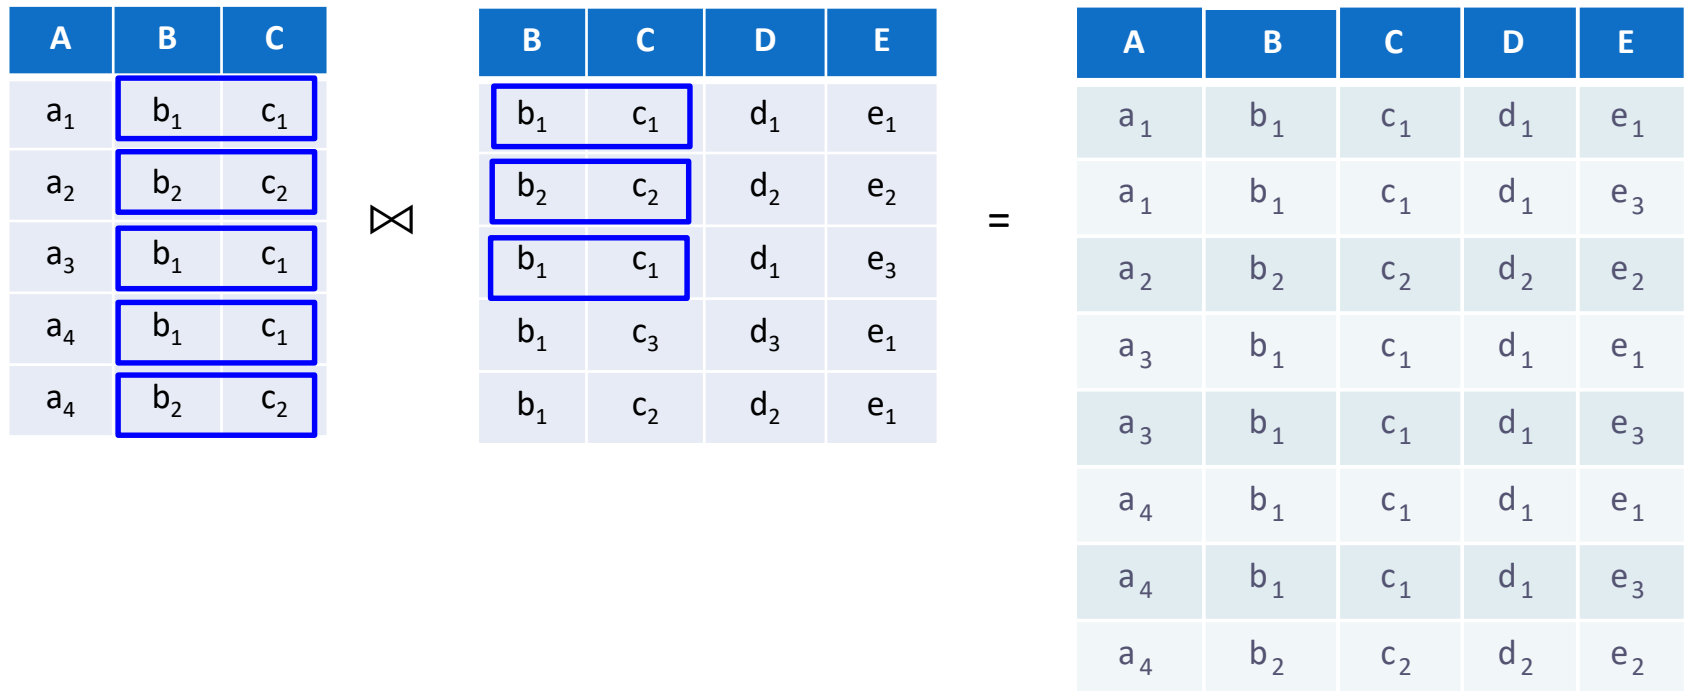 A B C
a₁ b₁ c₁
a₂ b₂ c₂
a₃ b₁ c₁
a₄ b₁ c₁
a₄ b₂ c₂
⋈
B C D E
b₁ c₁ d₁ e₁
b₂ c₂ d₂ e₂
b₁ c₁ d₁ e₃
b₁ c₃ d₃ e₁
b₁ c₂ d₂ e₁
=
A B C D E
a₁ b₁ c₁ d₁ e₁
a₁ b₁ c₁ d₁ e₃
a₂ b₂ c₂ d₂ e₂
a₃ b₁ c₁ d₁ e₁
a₃ b₁ c₁ d₁ e₃
a₄ b₁ c₁ d₁ e₁
a₄ b₁ c₁ d₁ e₃
a₄ b₂ c₂ d₂ e₂